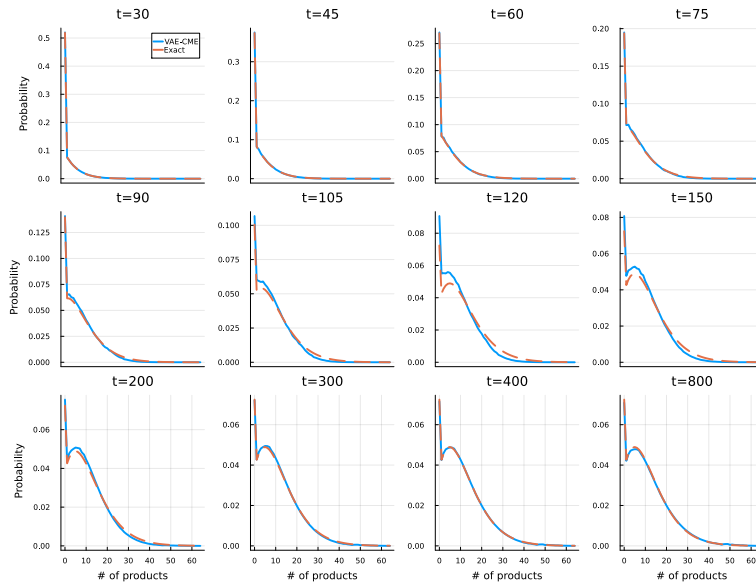 t=30
t=45
t=60
t=75
Probability
0.5
0.4
0.3
0.2
0.1
0.0
VAE-CME
Exact
0.3
0.2
0.1
0.0
0.25
0.20
0.15
0.10
0.05
0.00
0.20
0.15
0.10
0.05
0.00
t=90
t=105
t=120
t=150
Probability
0.125
0.100
0.075
0.050
0.025
0.000
0.100
0.075
0.050
0.025
0.000
0.08
0.06
0.04
0.02
0.00
0.08
0.06
0.04
0.02
0.00
t=200
t=300
t=400
t=800
Probability
0.06
0.04
0.02
0.00
0.06
0.04
0.02
0.00
0.06
0.04
0.02
0.00
0.06
0.04
0.02
0.00
0 10 20 30 40 50 60
0 10 20 30 40 50 60
0 10 20 30 40 50 60
0 10 20 30 40 50 60
# of products
# of products
# of products
# of products